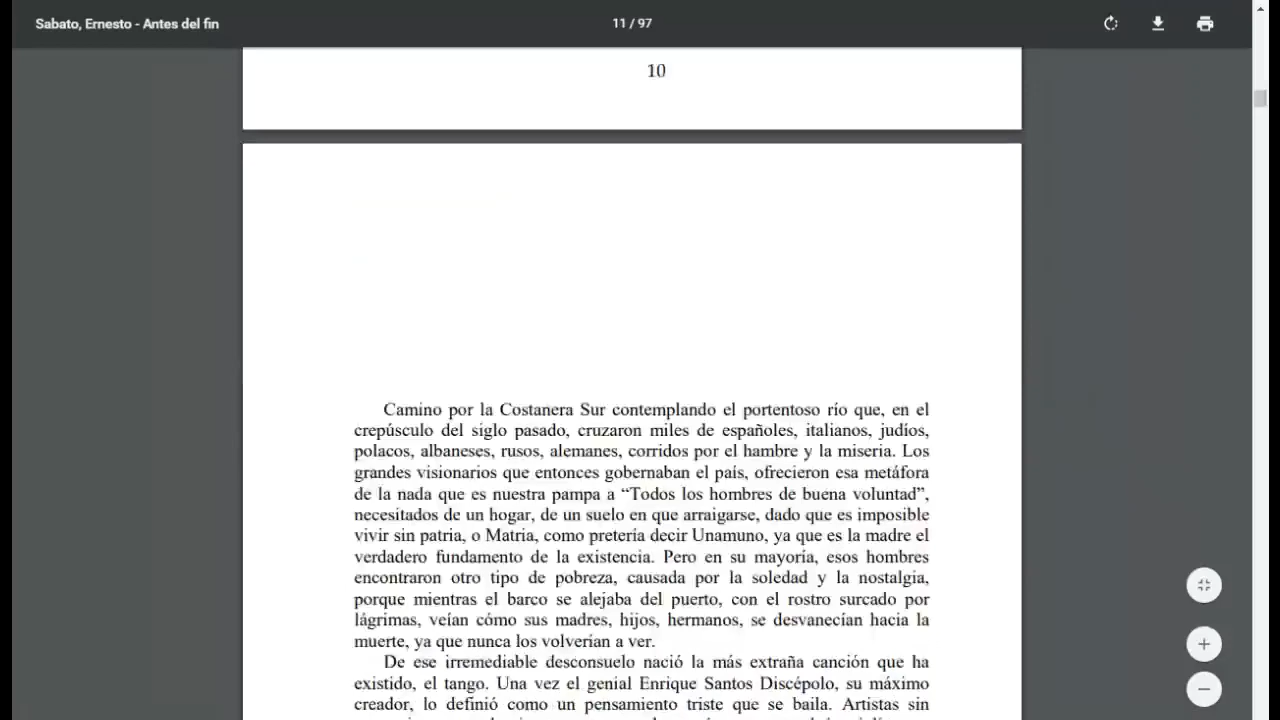 Sabato, Ernesto - Antes del fin
11 / 97
10
Camino por la Costanera Sur contemplando el portentoso río que, en el
crepúsculo del siglo pasado, cruzaron miles de españoles, italianos, judíos,
polacos, albaneses, rusos, alemanes, corridos por el hambre y la miseria. Los
grandes visionarios que entonces gobernaban el país, ofrecieron esa metáfora
de la nada que es nuestra pampa a “Todos los hombres de buena voluntad”,
necesitados de un hogar, de un suelo en que arraigarse, dado que es imposible
vivir sin patria, o Matria, como pretería decir Unamuno, ya que es la madre el
verdadero fundamento de la existencia. Pero en su mayoría, esos hombres
encontraron otro tipo de pobreza, causada por la soledad y la nostalgia,
porque mientras el barco se alejaba del puerto, con el rostro surcado por
lágrimas, veían cómo sus madres, hijos, hermanos, se desvanecían hacia la
muerte, ya que nunca los volverían a ver.
De ese irremediable desconsuelo nació la más extraña canción que ha
existido, el tango. Una vez el genial Enrique Santos Discépolo, su máximo
creador, lo definió como un pensamiento triste que se baila. Artistas sin